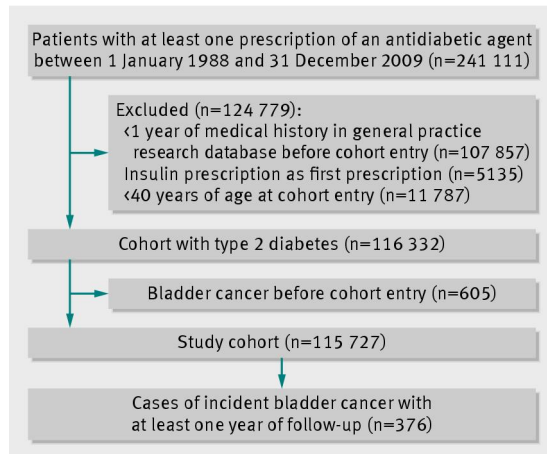 Patients with at least one prescription of an antidiabetic agent
between 1 January 1988 and 31 December 2009 (n=241 111)
Excluded (n=124 779):
<1 year of medical history in general practice
research database before cohort entry (n=107 857)
Insulin prescription as first prescription (n=5135)
<40 years of age at cohort entry (n=11 787)
Cohort with type 2 diabetes (n=116 332)
Bladder cancer before cohort entry (n=605)
Study cohort (n=115 727)
Cases of incident bladder cancer with
at least one year of follow-up (n=376)